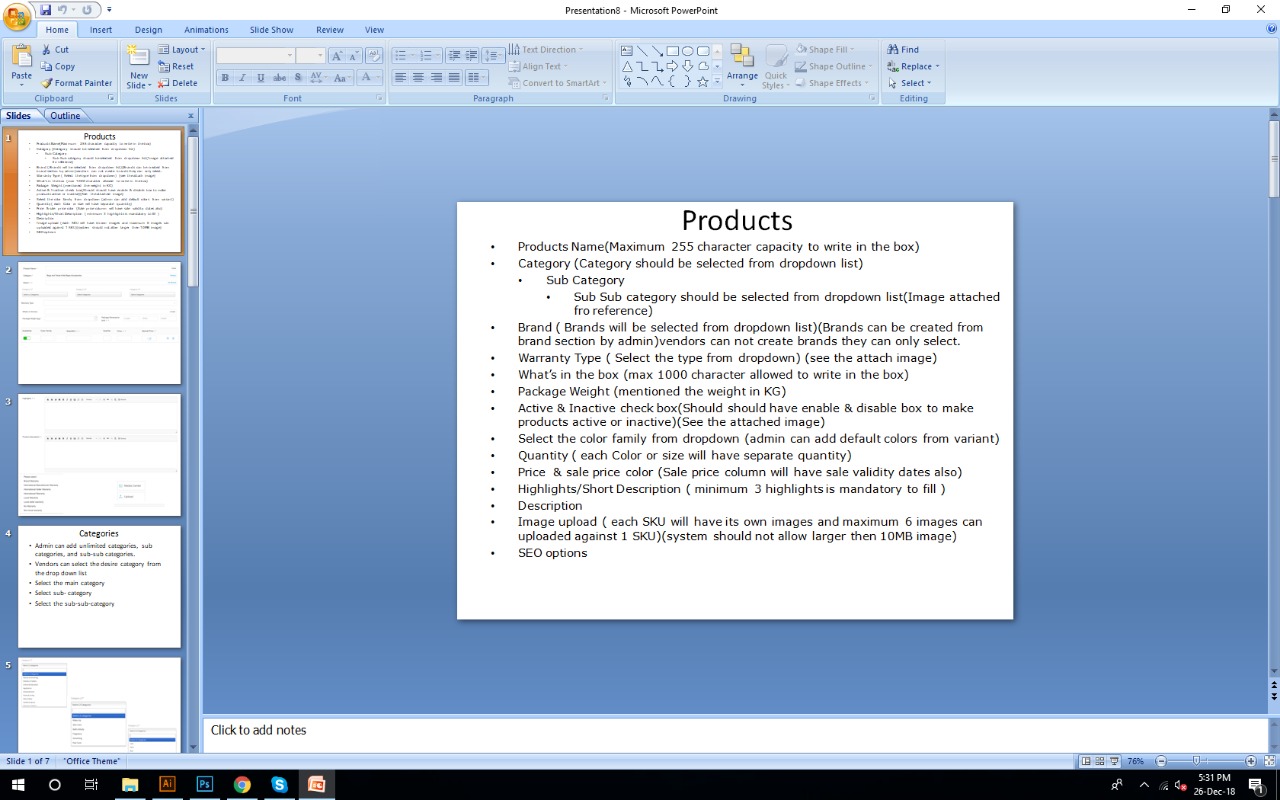 Presentation8 - Microsoft PowerPoint
Home Insert Design Animations Slide Show Review View
Paste
Cut
Copy
Format Painter
Clipboard
New Slide
Layout
Reset
Delete
Slides
Font
Text Direction
Align Text
Convert to SmartArt
Paragraph
Arrange
Quick Styles
Shape Fill
Shape Outline
Shape Effects
Drawing
Find
Replace
Select
Editing
Slides Outline
1
Products
2
3
4
Categories
• Admin can add unlimited categories, sub
categories, and sub-sub-categories.
• Vendors can select the desire category from
the drop down list
• Select the main category
• Select sub- category
• Select the sub-sub-category
5
Products
• Products Name(Maximum 255 character capacity to write in the box)
• Category (Category should be selected from dropdown list)
• Sub Category
• Sub Sub category should be selected from dropdown list(Image attached
fro reference)
• Brand ( Brands will be selected from dropdown list)(Brands can be created from
brand section by admin)vendors can not create brands they can only select.
• Warranty Type ( Select the type from dropdown) (see the attach image)
• What's in the box (max 1000 character allowed to write in the box)
• Package Weight (mentioned the weight in KG)
• Active & Inactive check box(Should should have enable & disable box to make
products active or inactive)(See the attached image)
• Select the color family from dropdown (admin can add default colors from variant)
• Quantity ( each Color or size will have separate quantity)
• Price & sale price color (Sale price column will have sale validity dates also)
• Highlights/Short Description ( minimum 3 highlights is mandatory to fill )
• Description
• Image upload ( each SKU will have its own images and maximum 6 images can
uploaded against 1 SKU)(system should not allow larger then 10MB image)
• SEO options
Click to add notes
Slide 1 of 7 "Office Theme" 76%
5:31 PM
26-Dec-18